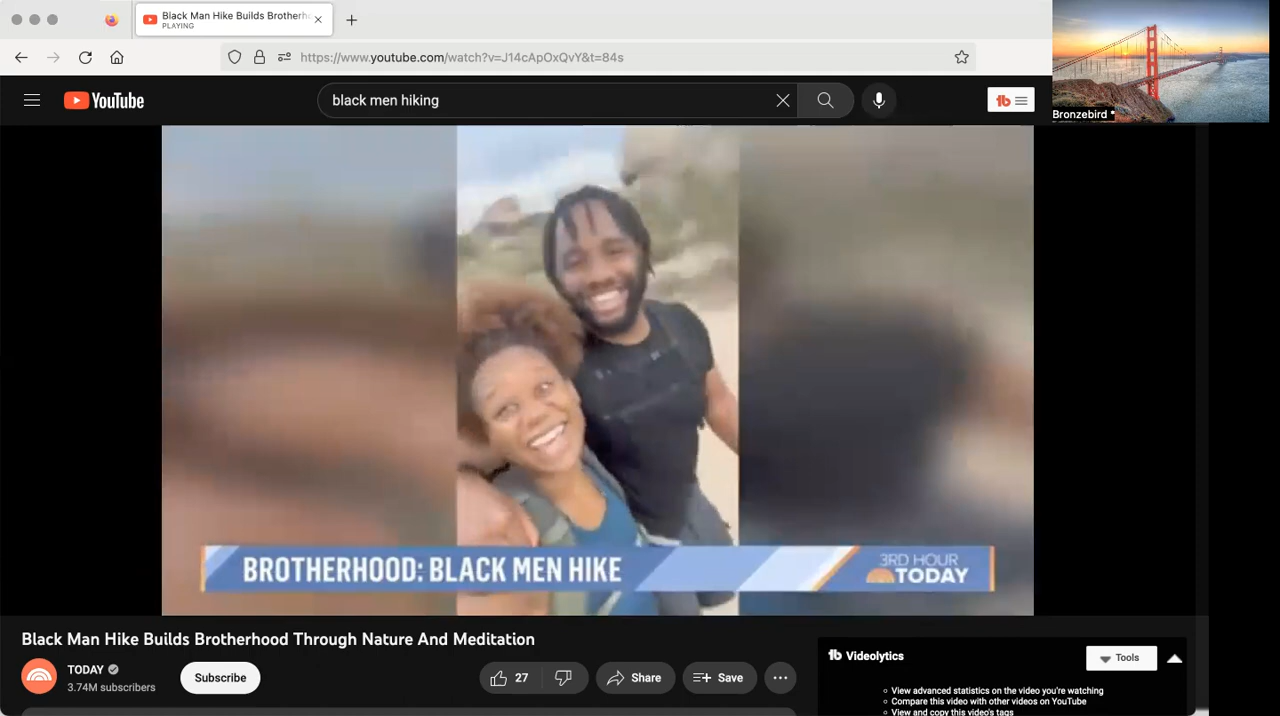 Black Man Hike Builds Brotherh
PLAYING
https://www.youtube.com/watch?v=J14cApOxQvY&t=84s
YouTube
black men hiking
tb
Bronzebird *
BROTHERHOOD: BLACK MEN HIKE
3RD HOUR
TODAY
Black Man Hike Builds Brotherhood Through Nature And Meditation
TODAY
3.74M subscribers
Subscribe
27
Share
Save
tb Videolytics
Tools
View advanced statistics on the video you're watching
Compare this video with other videos on YouTube
View and copy this video's tags